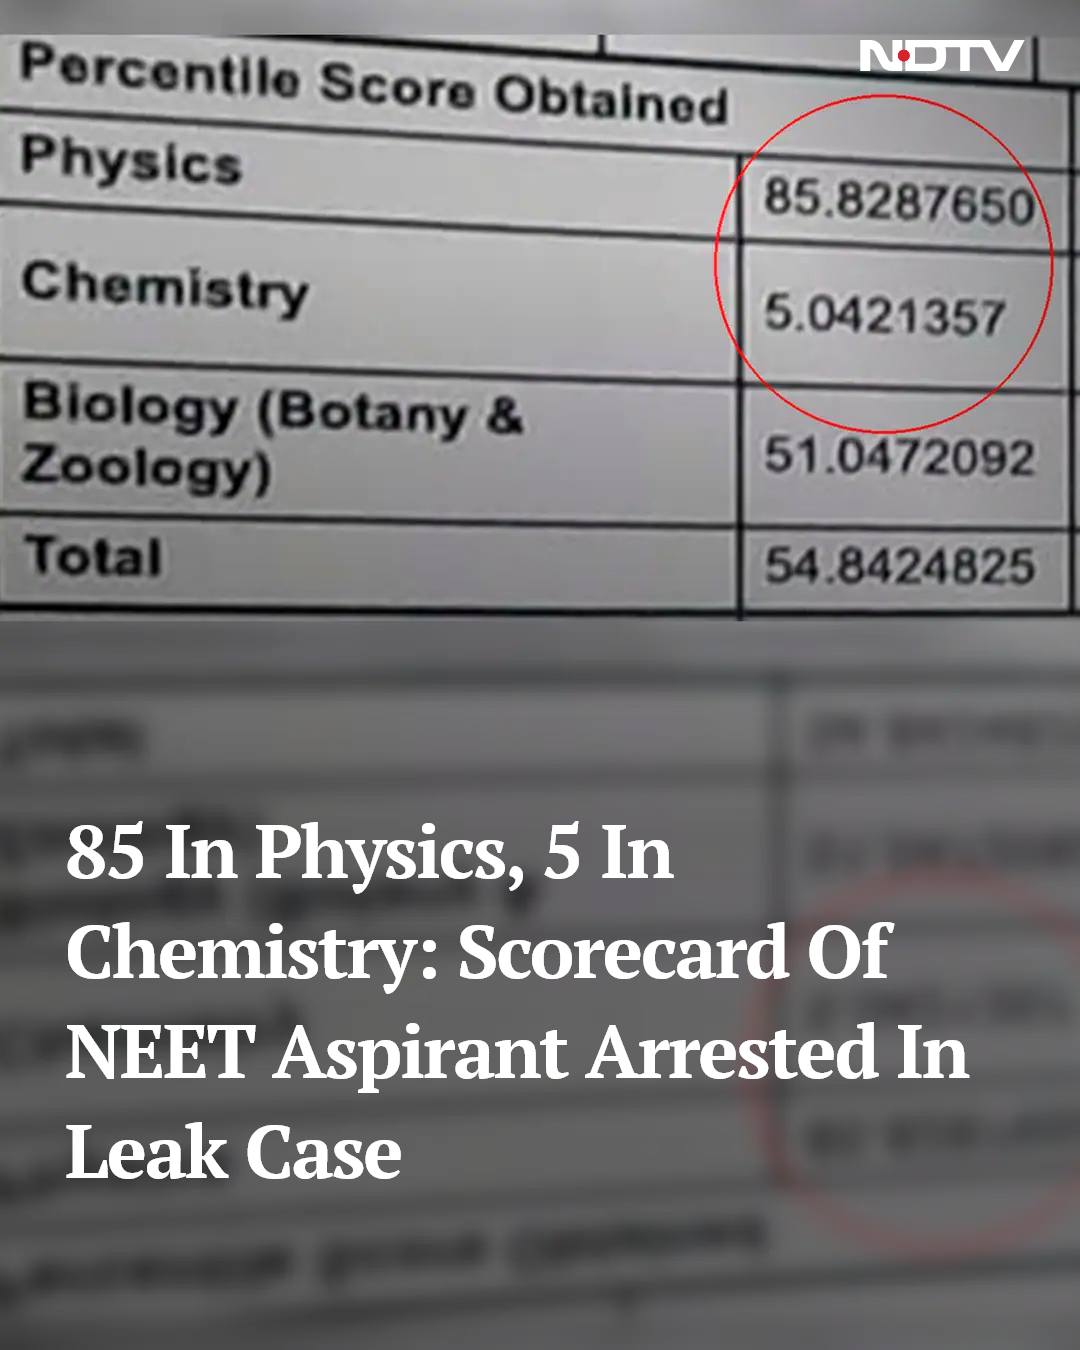 NDTV
Percentile Score Obtained
Physics 85.8287650
Chemistry 5.0421357
Biology (Botany &
Zoology) 51.0472092
Total 54.8424825
85 In Physics, 5 In
Chemistry: Scorecard Of
NEET Aspirant Arrested In
Leak Case